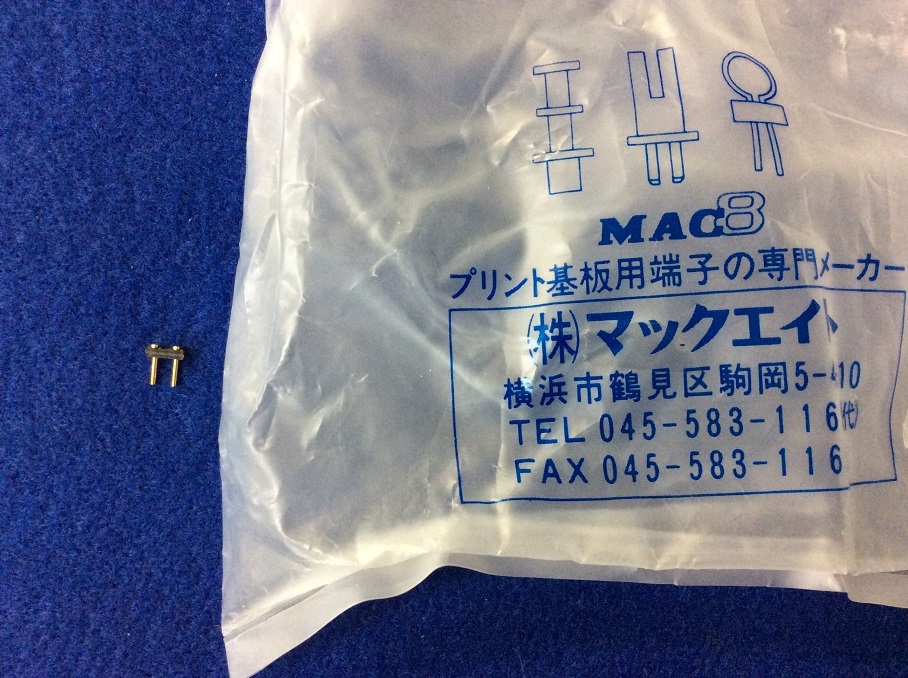 MAC8
プリント基板用端子の専門メーカー
(株)マックエイト
横浜市鶴見区駒岡5-4-10
TEL 045-583-116(代)
FAX 045-583-116